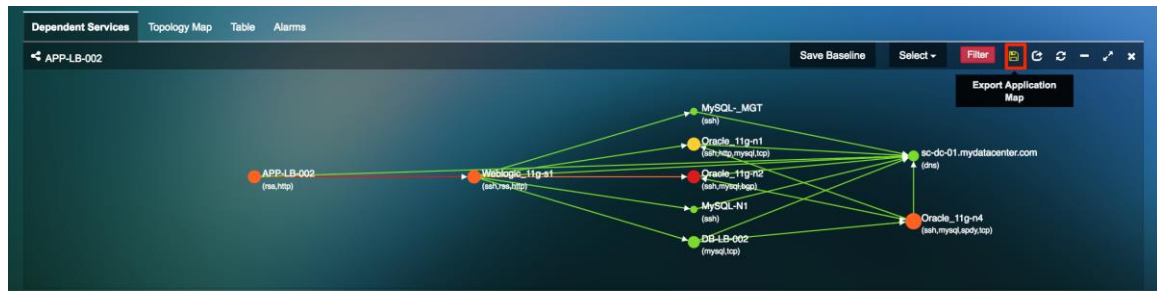 Dependent Services Topology Map Table Alarms
APP-LB-002 Save Baseline Select Filter
Export Application
Map
MySQL-_MGT
(ssh)
Oracle_11g-n1
(ssh,http,mysql,tcp)
sc-dc-01.mydatacenter.com
(dns)
APP-LB-002
(rss,http)
Weblogic_11g-s1
(ssh,rss,http)
Oracle_11g-n2
(ssh,mysql,bgp)
MySQL-N1
(ssh)
Oracle_11g-n4
(ssh,mysql,spdy,tcp)
DB-LB-002
(mysql,tcp)